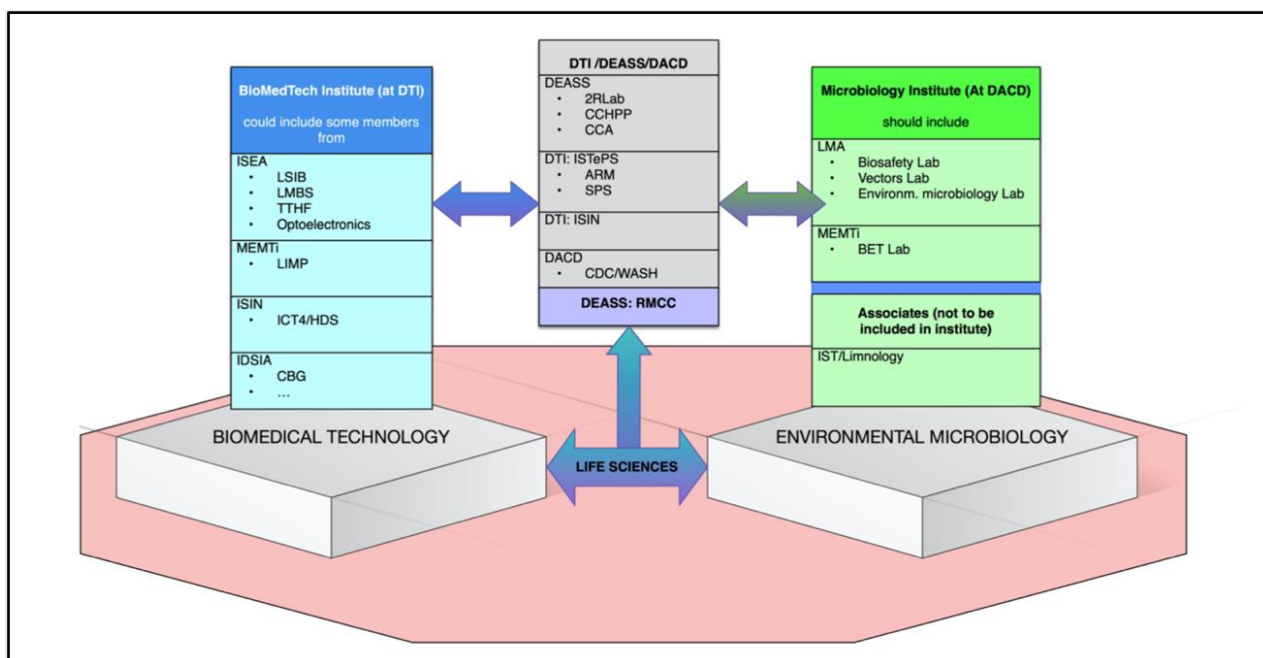 BioMedTech Institute (at DTI)
could include some members
from
ISEA
• LSIB
• LMBS
• TTHF
• Optoelectronics
MEMTi
• LIMP
ISIN
• ICT4/HDS
IDSIA
• CBG
• ...
DTI /DEASS/DACD
DEASS
• 2RLab
• CCHPP
• CCA
DTI: ISTePS
• ARM
• SPS
DTI: ISIN
DACD
• CDC/WASH
DEASS: RMCC
Microbiology Institute (At DACD)
should include
LMA
• Biosafety Lab
• Vectors Lab
• Environm. microbiology Lab
MEMTi
• BET Lab
Associates (not to be
included in institute)
IST/Limnology
BIOMEDICAL TECHNOLOGY
LIFE SCIENCES
ENVIRONMENTAL MICROBIOLOGY